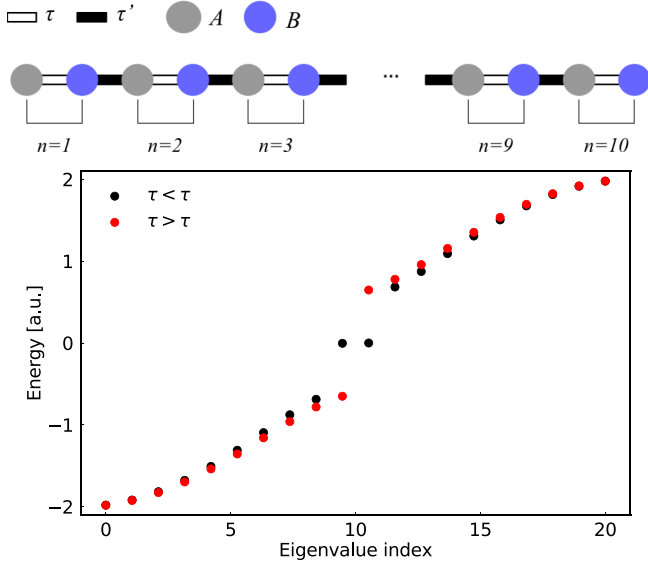 τ τ’ A B
...
n=1 n=2 n=3 n=9 n=10
2
τ < τ
τ > τ
1
0
−1
−2
Energy [a.u.]
0 5 10 15 20
Eigenvalue index